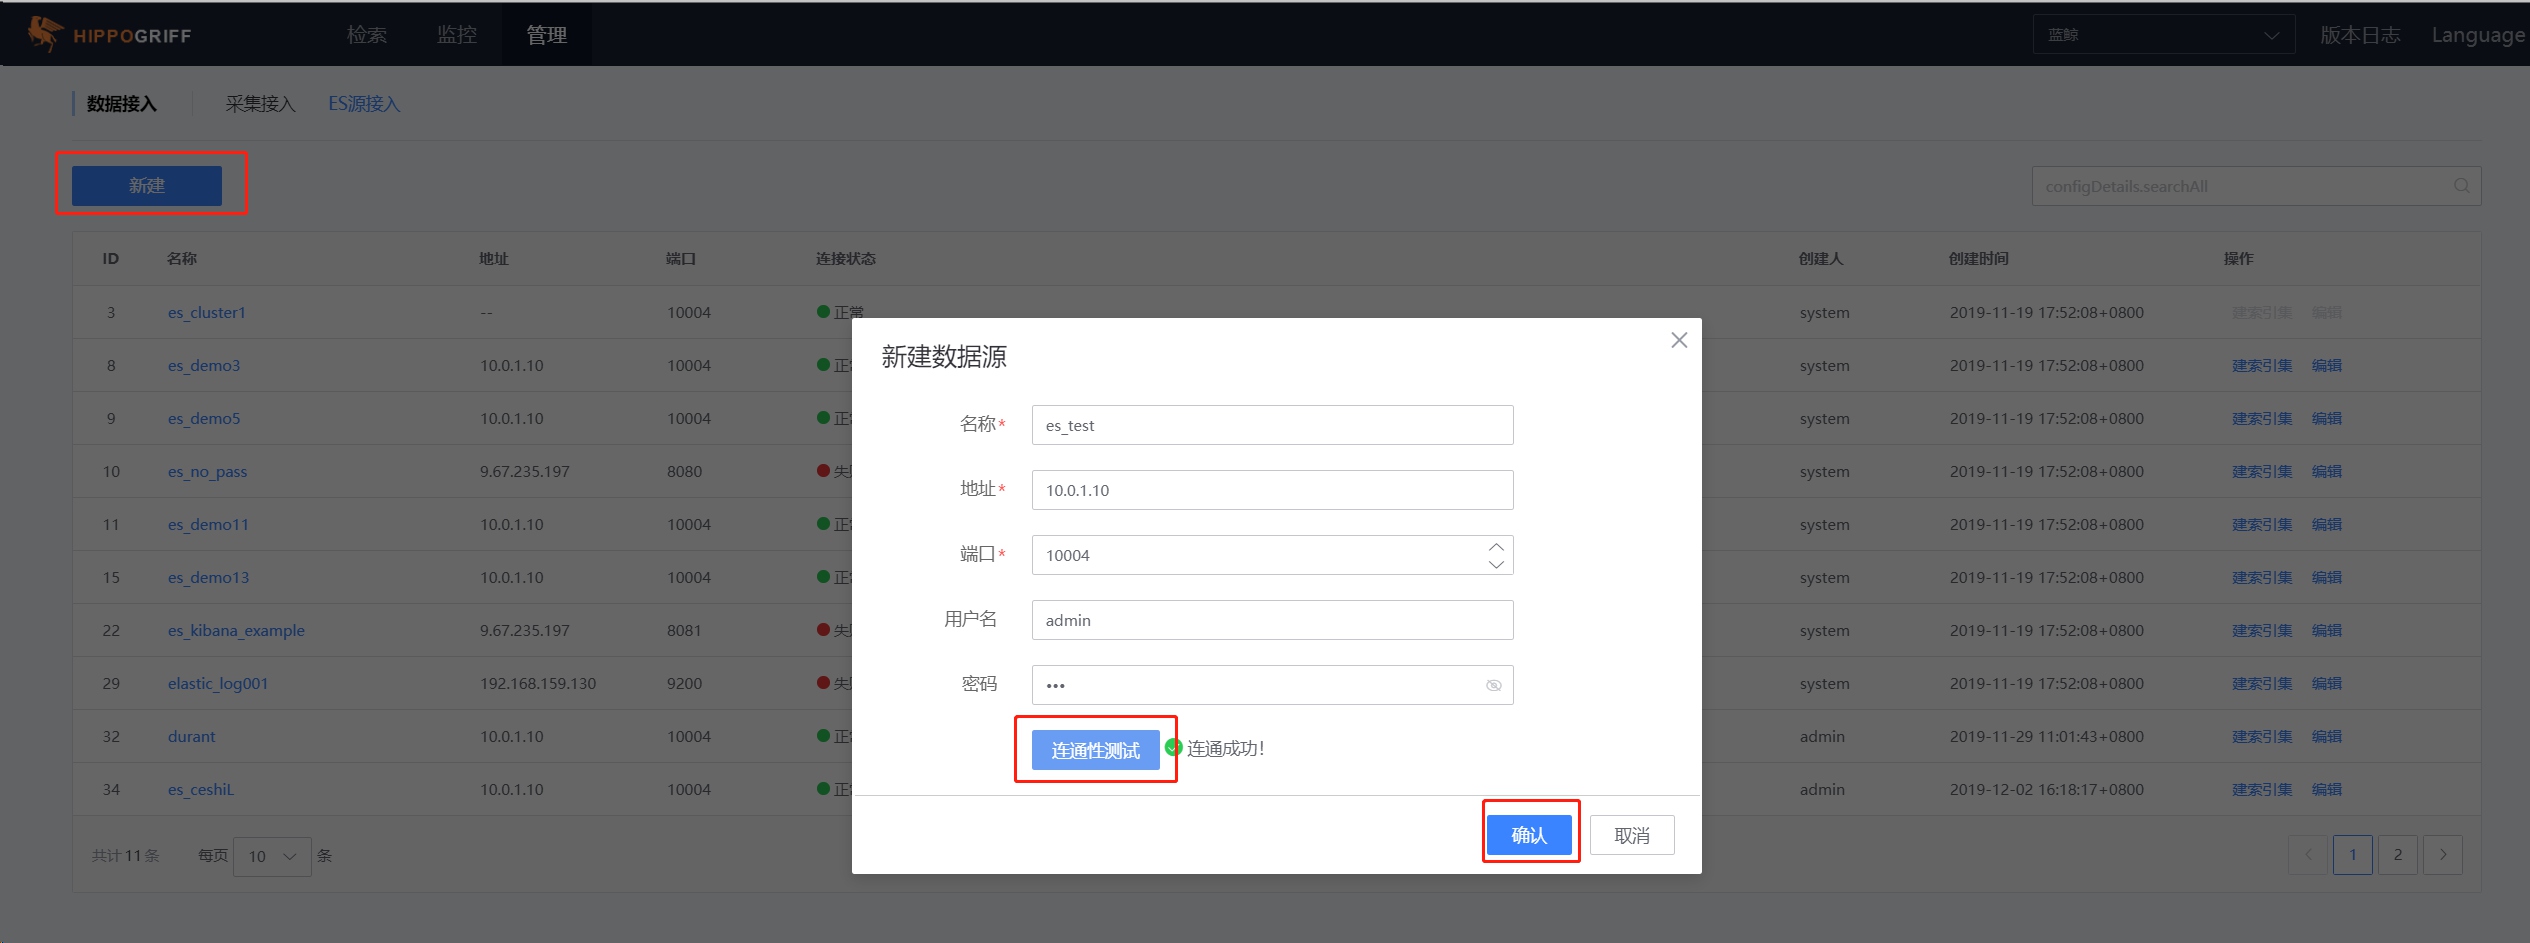 HIPPOGRIFF 检索 监控 管理 蓝鲸 版本日志 Language
数据接入 采集接入 ES源接入
新建 configDetails.searchAll
ID 名称 地址 端口 连接状态 创建人 创建时间 操作
3 es_cluster1 -- 10004 正常 system 2019-11-19 17:52:08+0800 建索引集 编辑
8 es_demo3 10.0.1.10 10004 正 system 2019-11-19 17:52:08+0800 建索引集 编辑
9 es_demo5 10.0.1.10 10004 正 system 2019-11-19 17:52:08+0800 建索引集 编辑
10 es_no_pass 9.67.235.197 8080 失 system 2019-11-19 17:52:08+0800 建索引集 编辑
11 es_demo11 10.0.1.10 10004 正 system 2019-11-19 17:52:08+0800 建索引集 编辑
15 es_demo13 10.0.1.10 10004 正 system 2019-11-19 17:52:08+0800 建索引集 编辑
22 es_kibana_example 9.67.235.197 8081 失 system 2019-11-19 17:52:08+0800 建索引集 编辑
29 elastic_log001 192.168.159.130 9200 失 system 2019-11-19 17:52:08+0800 建索引集 编辑
32 durant 10.0.1.10 10004 正 admin 2019-11-29 11:01:43+0800 建索引集 编辑
34 es_ceshiL 10.0.1.10 10004 正 admin 2019-12-02 16:18:17+0800 建索引集 编辑
共计 11 条 每页 10 条 1 2
新建数据源
名称* es_test
地址* 10.0.1.10
端口* 10004
用户名 admin
密码 •••
连通性测试 连通成功！
确认 取消